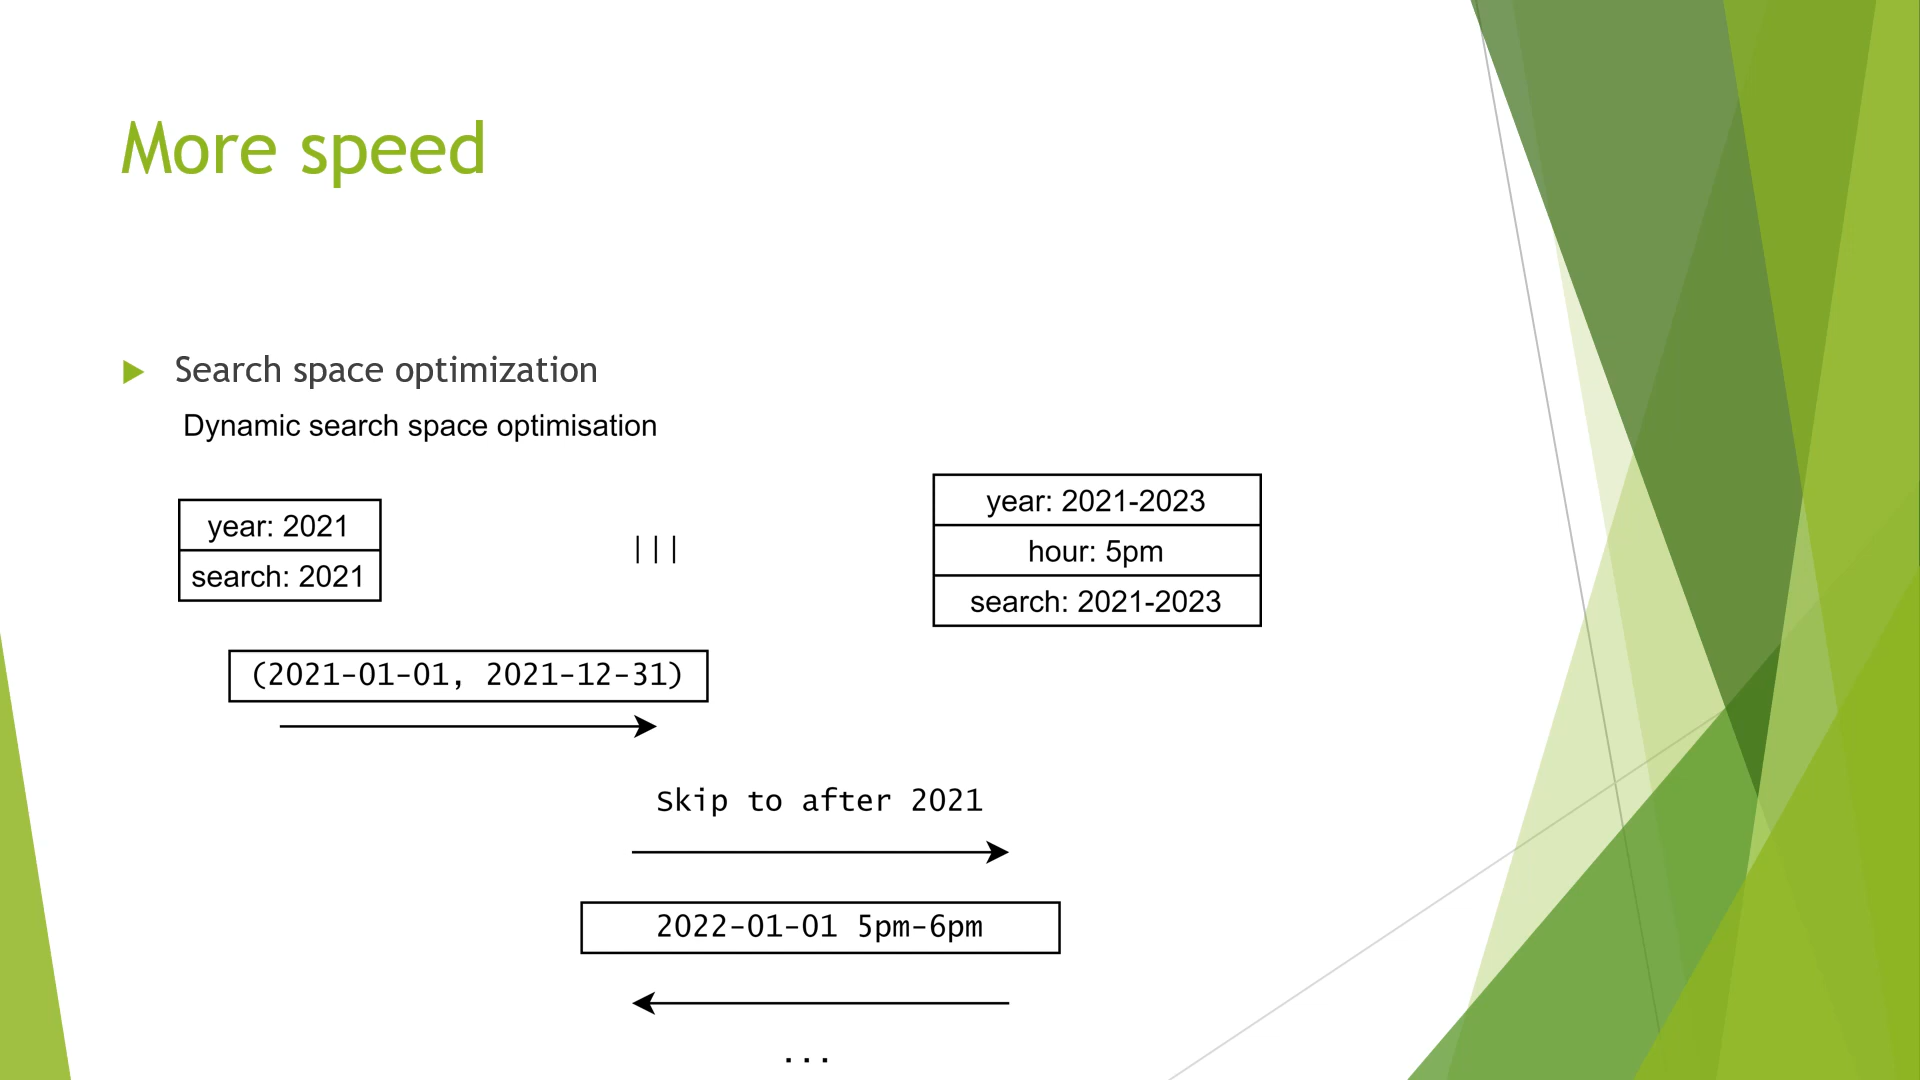 More speed
Search space optimization
Dynamic search space optimisation
year: 2021
search: 2021
|||
year: 2021-2023
hour: 5pm
search: 2021-2023
(2021-01-01, 2021-12-31)
Skip to after 2021
2022-01-01 5pm-6pm
...